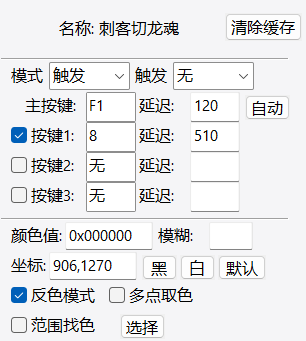 名称: 刺客切龙魂 清除缓存
模式 触发 触发 无
主按键: F1 延迟: 120 自动
按键1: 8 延迟: 510
按键2: 无 延迟:
按键3: 无 延迟:
颜色值: 0x000000 模糊:
坐标: 906,1270 黑 白 默认
反色模式 多点取色
范围找色 选择